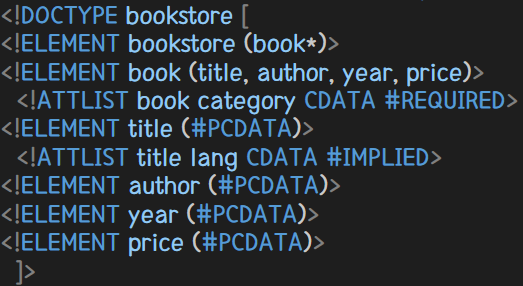 <!DOCTYPE bookstore [
<!ELEMENT bookstore (book*)>
<!ELEMENT book (title, author, year, price)>
<!ATTLIST book category CDATA #REQUIRED>
<!ELEMENT title (#PCDATA)>
<!ATTLIST title lang CDATA #IMPLIED>
<!ELEMENT author (#PCDATA)>
<!ELEMENT year (#PCDATA)>
<!ELEMENT price (#PCDATA)>
]>